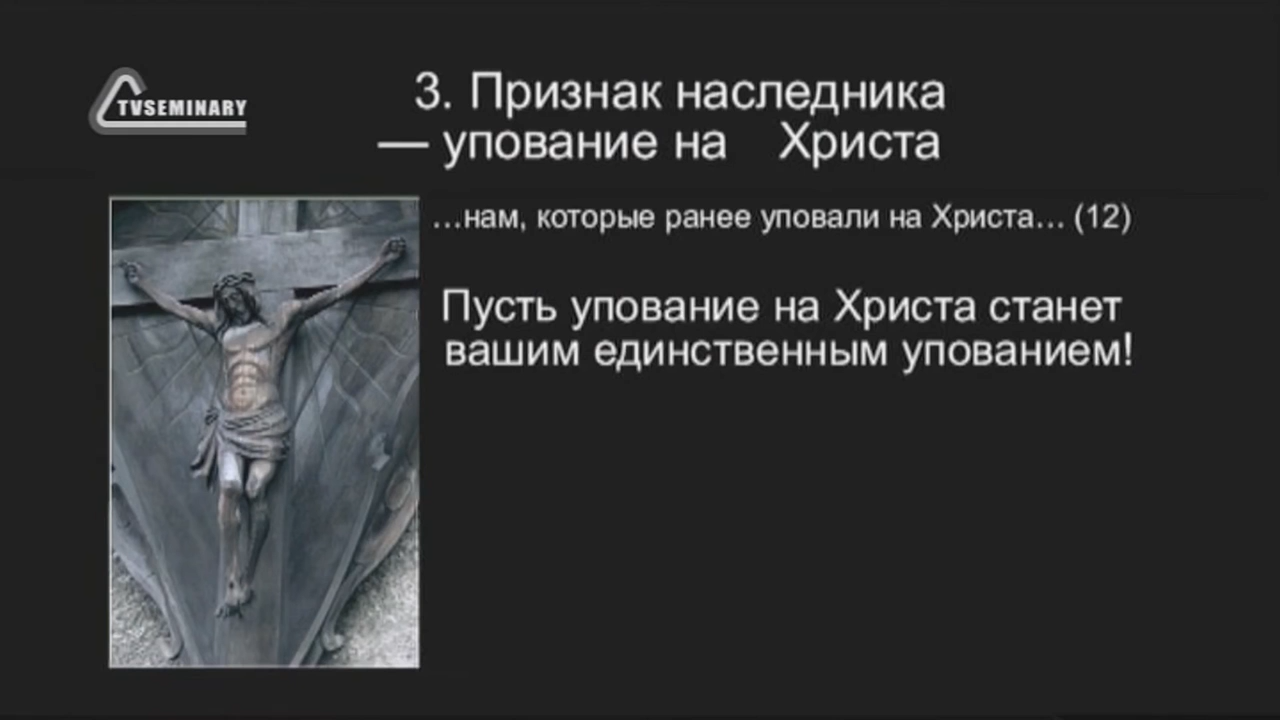 TVSEMINARY
3. Признак наследника
— упование на Христа
…нам, которые ранее уповали на Христа… (12)
Пусть упование на Христа станет
вашим единственным упованием!